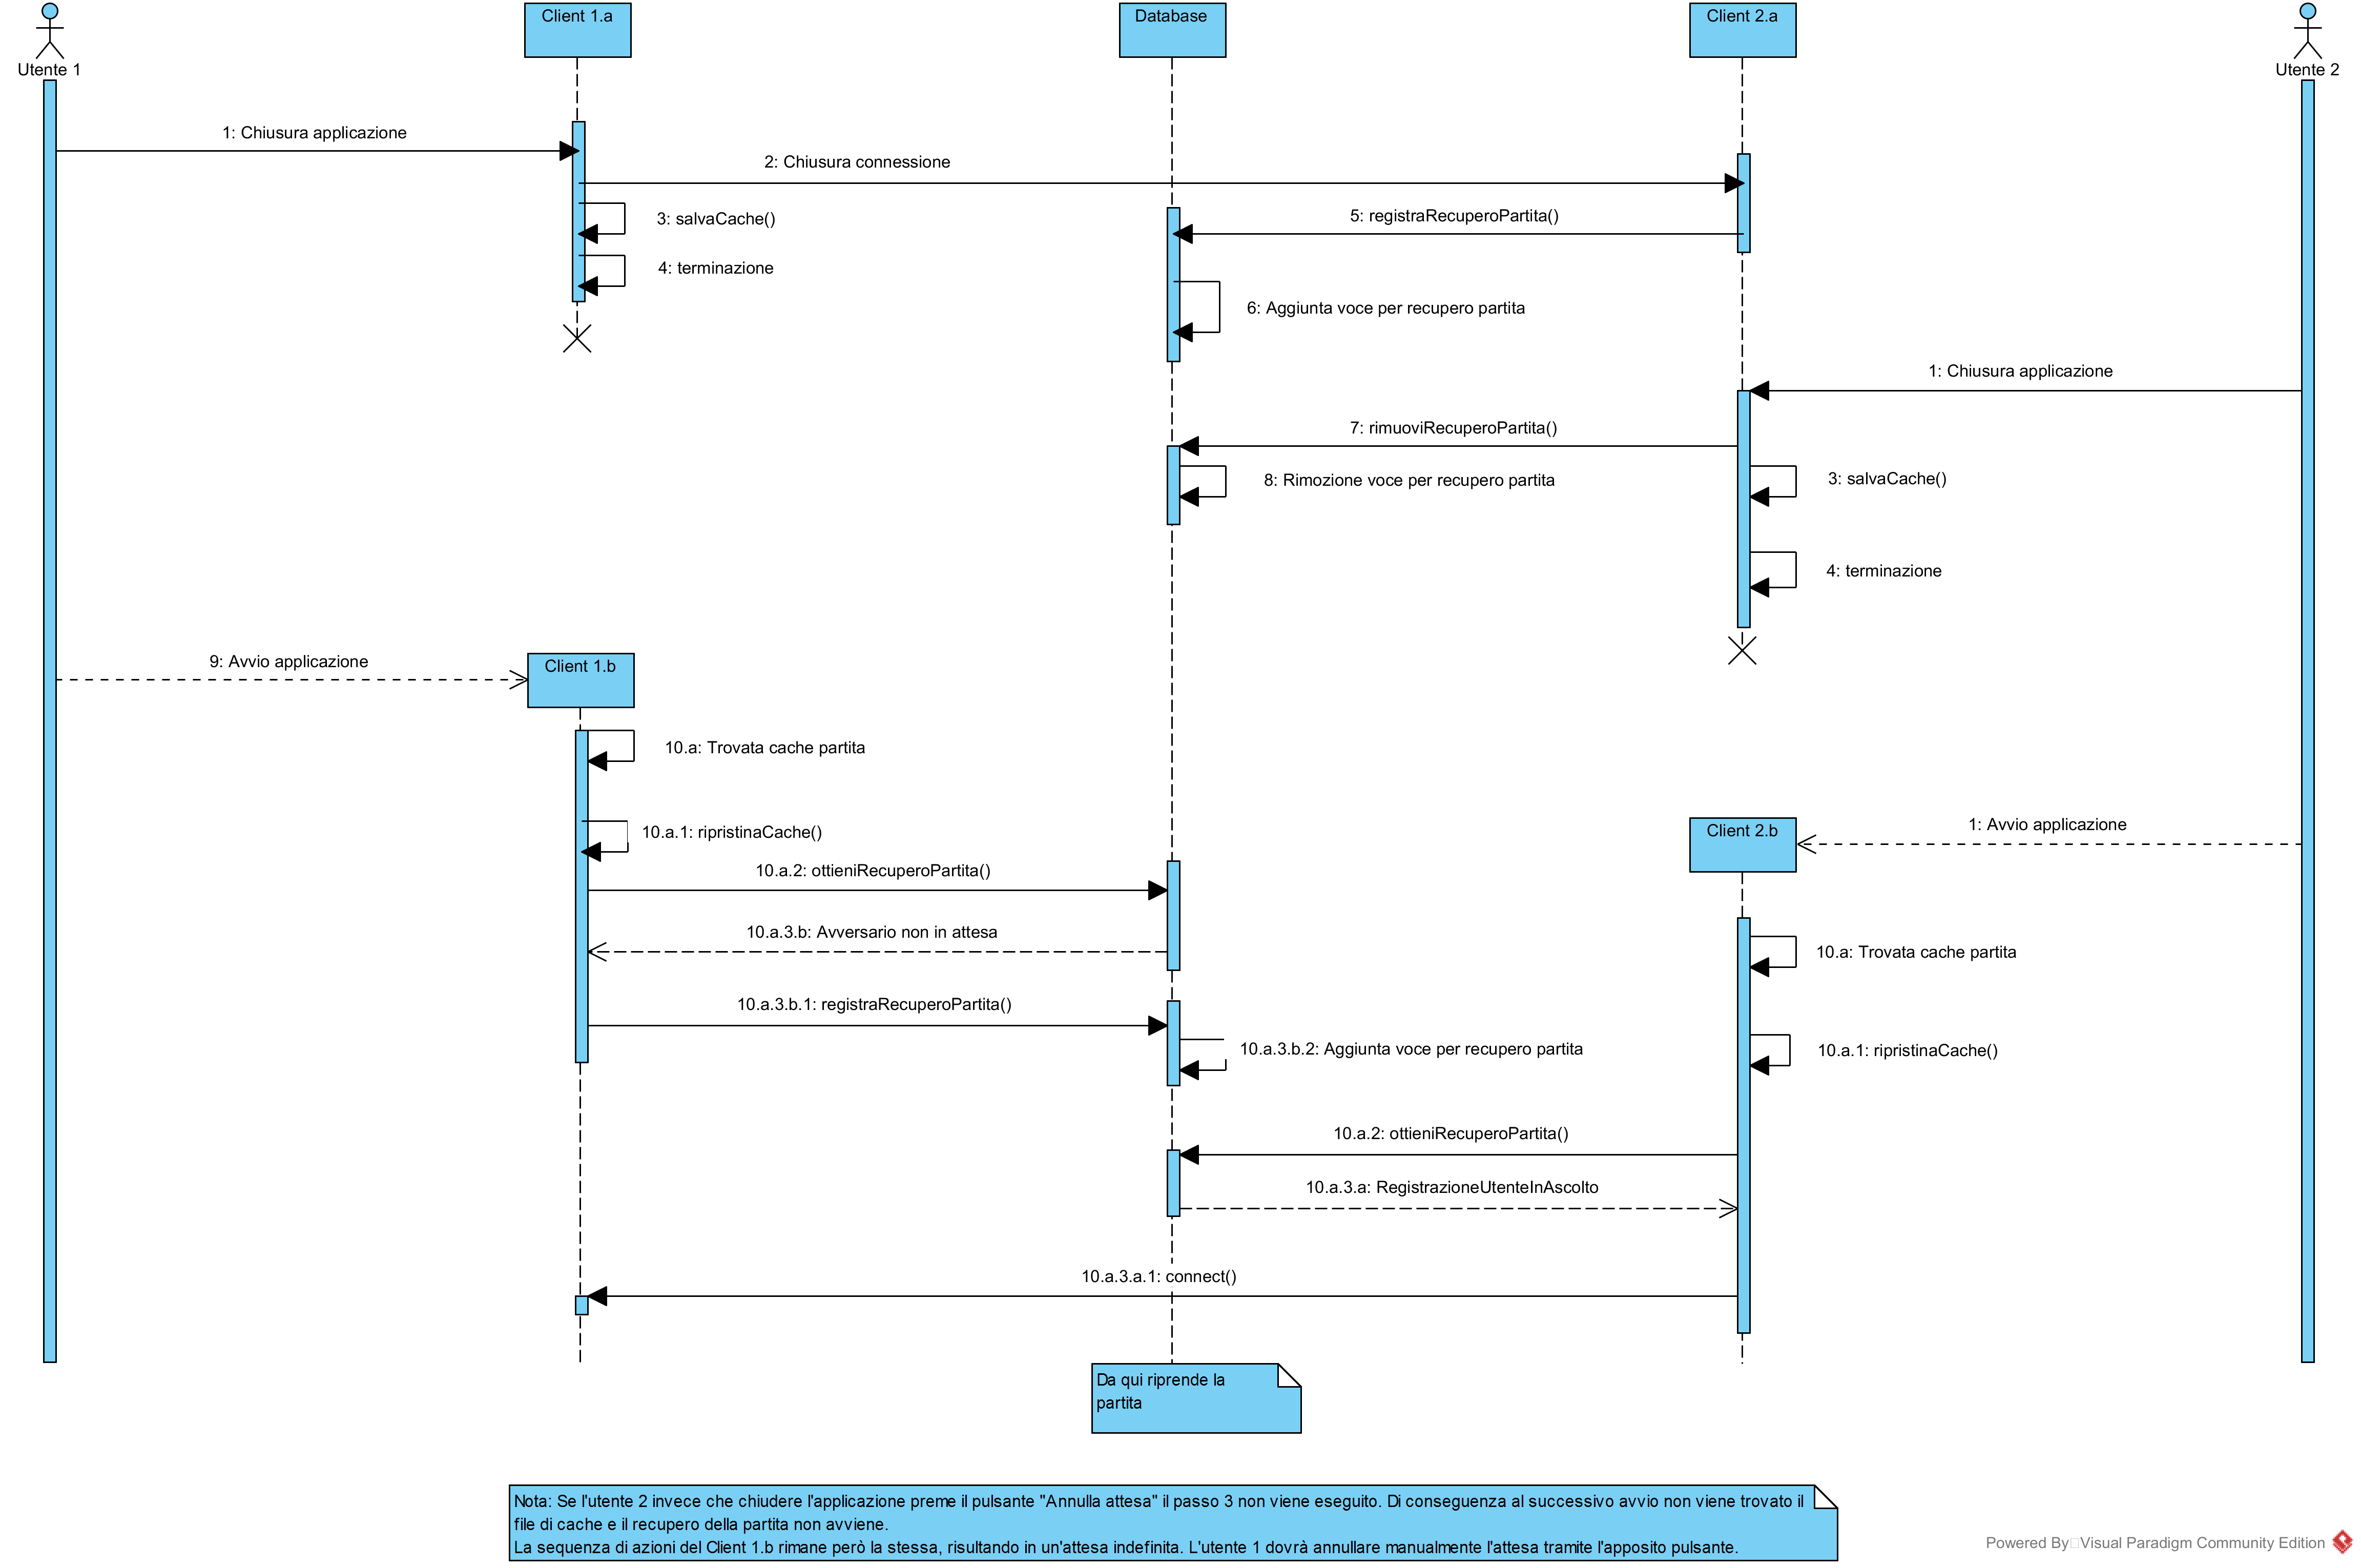 Client 1.a
Database
Client 2.a
Utente 1
Utente 2
1: Chiusura applicazione
2: Chiusura connessione
3: salvaCache()
5: registraRecuperoPartita()
4: terminazione
6: Aggiunta voce per recupero partita
1: Chiusura applicazione
7: rimuoviRecuperoPartita()
8: Rimozione voce per recupero partita
3: salvaCache()
4: terminazione
9: Avvio applicazione
Client 1.b
10.a: Trovata cache partita
10.a.1: ripristinaCache()
1: Avvio applicazione
Client 2.b
10.a.2: ottieniRecuperoPartita()
10.a.3.b: Avversario non in attesa
10.a: Trovata cache partita
10.a.3.b.1: registraRecuperoPartita()
10.a.3.b.2: Aggiunta voce per recupero partita
10.a.1: ripristinaCache()
10.a.2: ottieniRecuperoPartita()
10.a.3.a: RegistrazioneUtenteInAscolto
10.a.3.a.1: connect()
Da qui riprende la
partita
Nota: Se l'utente 2 invece che chiudere l'applicazione preme il pulsante "Annulla attesa" il passo 3 non viene eseguito. Di conseguenza al successivo avvio non viene trovato il
file di cache e il recupero della partita non avviene.
La sequenza di azioni del Client 1.b rimane però la stessa, risultando in un'attesa indefinita. L'utente 1 dovrà annullare manualmente l'attesa tramite l'apposito pulsante.
Powered By Visual Paradigm Community Edition